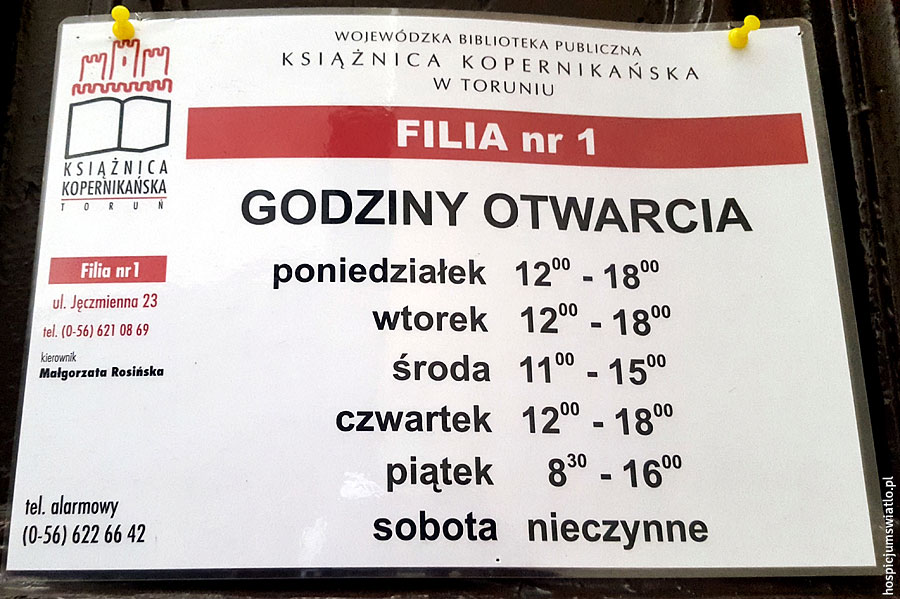 WOJEWÓDZKA BIBLIOTEKA PUBLICZNA
KSIĄŻNICA KOPERNIKAŃSKA
W TORUNIU
KSIĄŻNICA
KOPERNIKAŃSKA
TORUŃ
FILIA nr 1
GODZINY OTWARCIA
poniedziałek 12⁰⁰ - 18⁰⁰
wtorek 12⁰⁰ - 18⁰⁰
środa 11⁰⁰ - 15⁰⁰
czwartek 12⁰⁰ - 18⁰⁰
piątek 8³⁰ - 16⁰⁰
sobota nieczynne
Filia nr 1
ul. Jęczmienna 23
tel. (0-56) 621 08 69
kierownik
Małgorzata Rosińska
tel. alarmowy
(0-56) 622 66 42
hospicjumswiatlo.pl